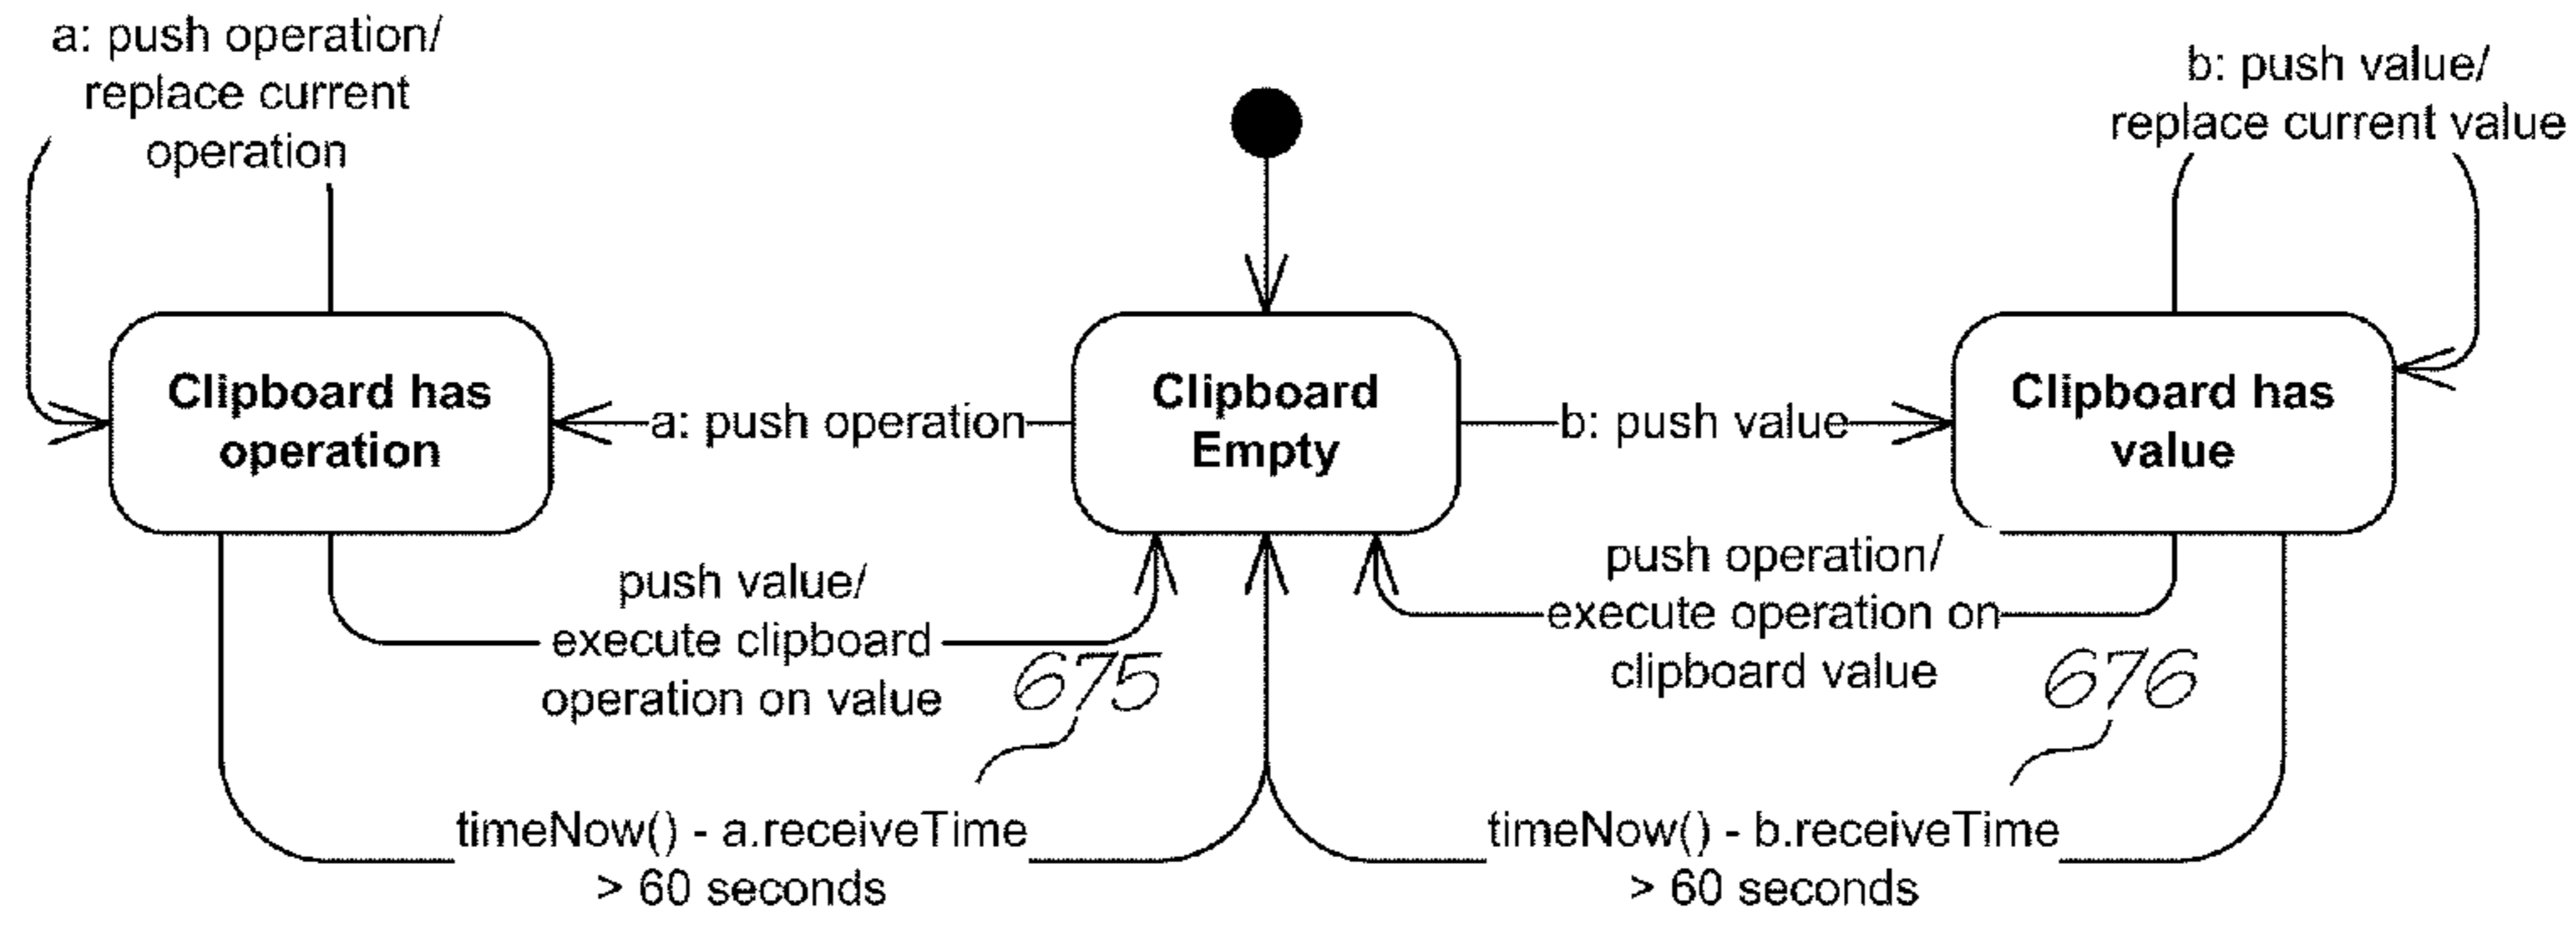 a: push operation/
replace current
operation
b: push value/
replace current value
Clipboard has
operation
a: push operation
Clipboard
Empty
b: push value
Clipboard has
value
push value/
execute clipboard
operation on value
675
push operation/
execute operation on
clipboard value
676
timeNow() - a.receiveTime
> 60 seconds
timeNow() - b.receiveTime
> 60 seconds